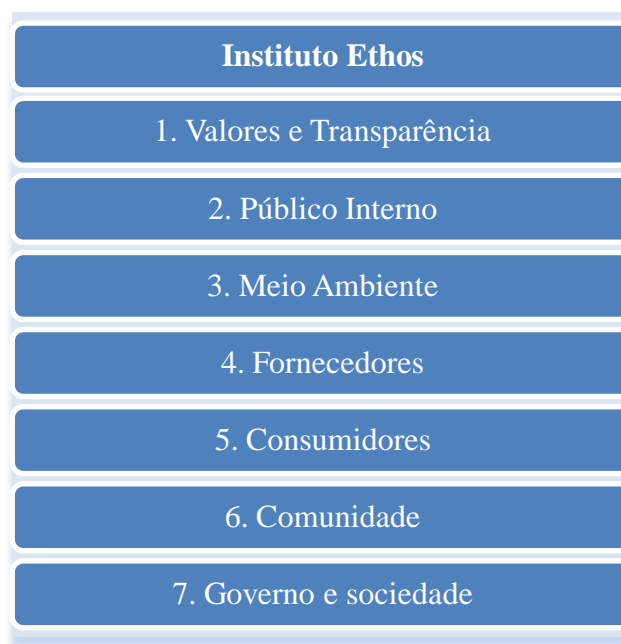 Instituto Ethos
1. Valores e Transparência
2. Público Interno
3. Meio Ambiente
4. Fornecedores
5. Consumidores
6. Comunidade
7. Governo e sociedade